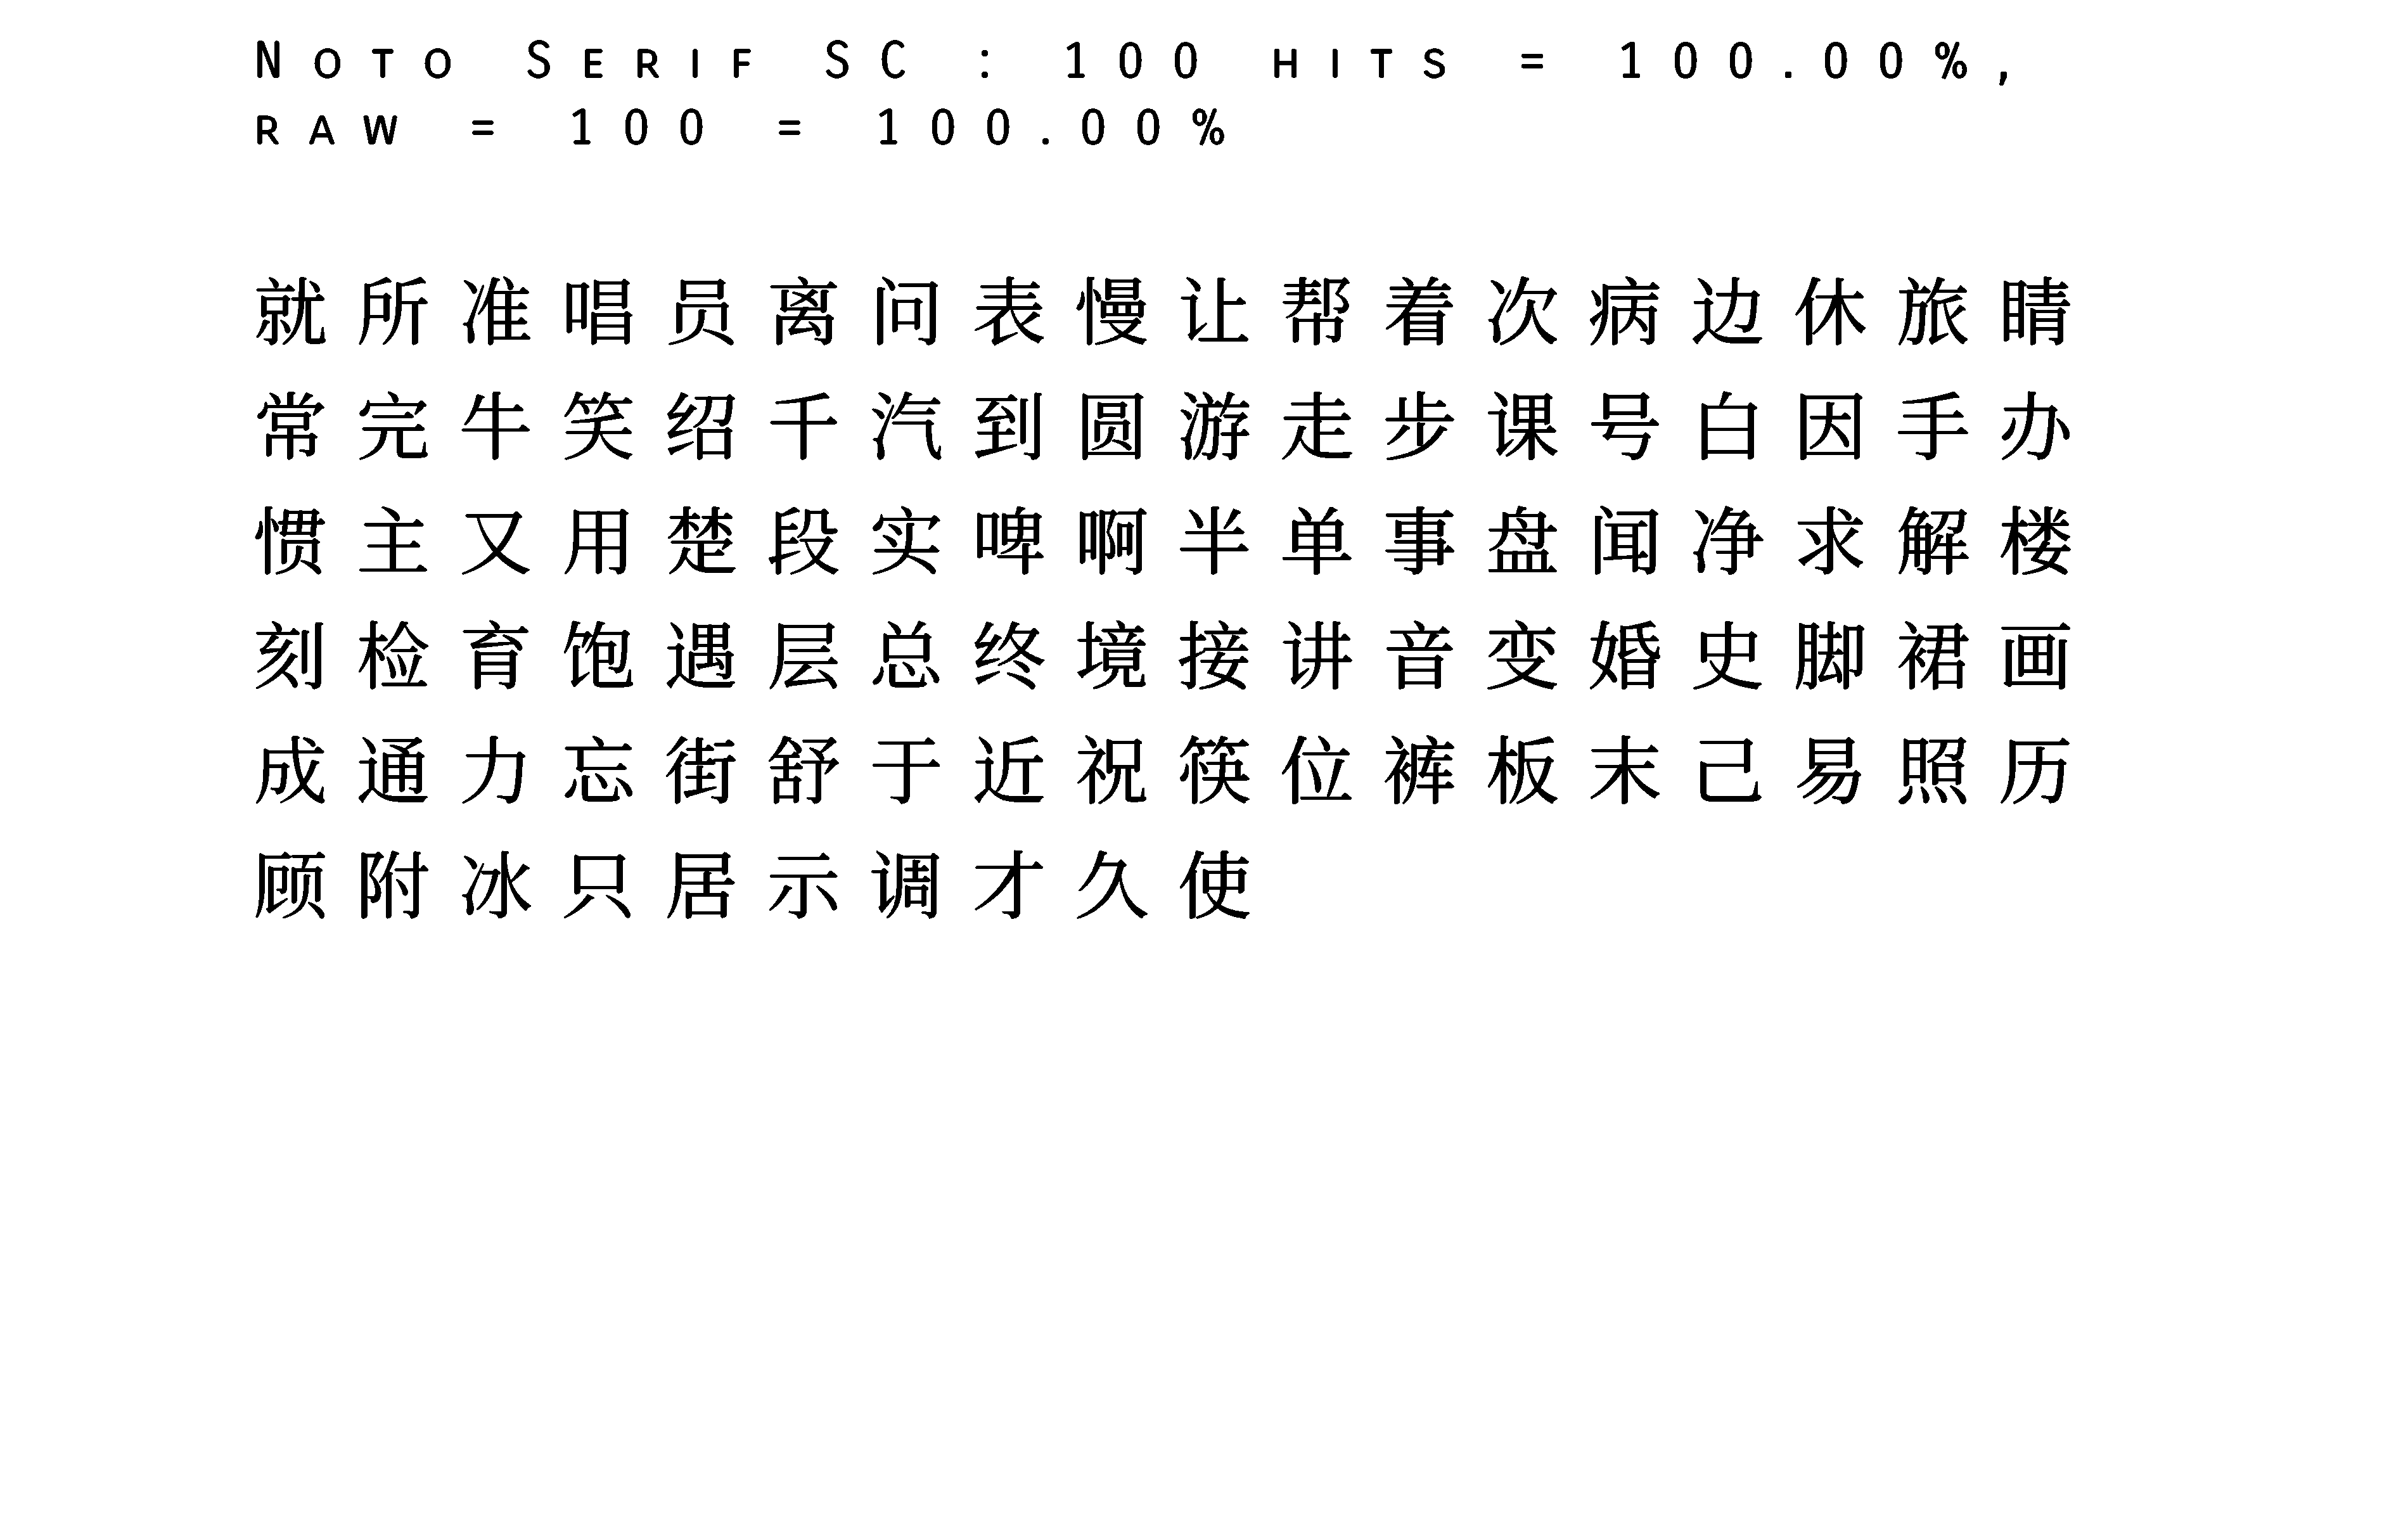 Noto Serif SC : 100 hits = 100.00%,
raw = 100 = 100.00%
就所准唱员离问表慢让帮着次病边休旅睛
常完牛笑绍千汽到圆游走步课号白因手办
惯主又用楚段实啤啊半单事盘闻净求解楼
刻检育饱遇层总终境接讲音变婚史脚裙画
成通力忘街舒于近祝筷位裤板末己易照历
顾附冰只居示调才久使